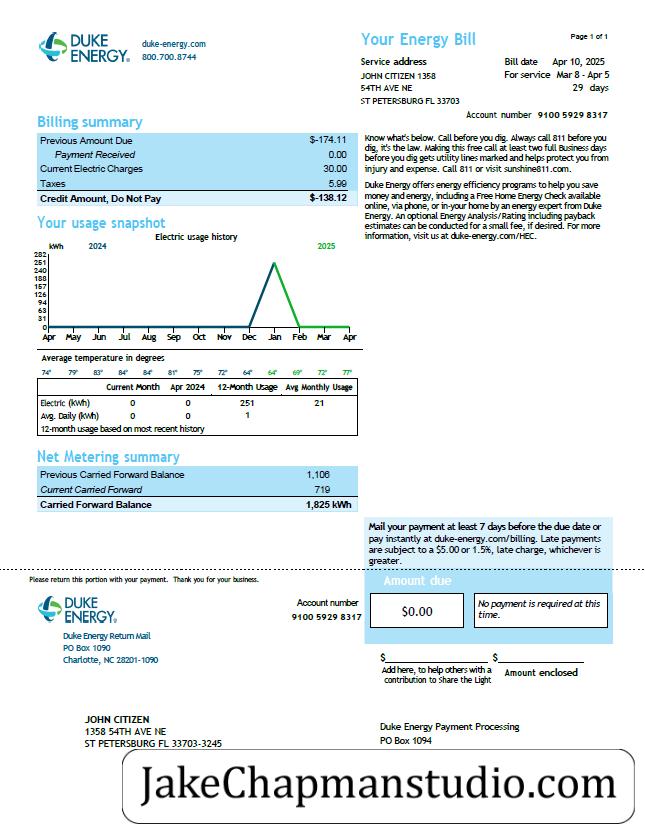 DUKE
ENERGY®
duke-energy.com
800.700.8744
Your Energy Bill
Page 1 of 1
Service address
JOHN CITIZEN 1358
54TH AVE NE
ST PETERSBURG FL 33703
Bill date Apr 10, 2025
For service Mar 8 - Apr 5
29 days
Account number 9100 5929 8317
Billing summary
Previous Amount Due $-174.11
Payment Received 0.00
Current Electric Charges 30.00
Taxes 5.99
Credit Amount, Do Not Pay $-138.12
Know what's below. Call before you dig. Always call 811 before you
dig, it's the law. Making this free call at least two full Business days
before you dig gets utility lines marked and helps protect you from
injury and expense. Call 811 or visit sunshine811.com.
Duke Energy offers energy efficiency programs to help you save
money and energy, including a Free Home Energy Check available
online, via phone, or in-your home by an energy expert from Duke
Energy. An optional Energy Analysis/Rating including payback
estimates can be conducted for a small fee, if desired. For more
information, visit us at duke-energy.com/HEC.
Your usage snapshot
Electric usage history
kWh 2024 2025
282
251
240
188
157
126
94
63
31
0
Apr May Jun Jul Aug Sep Oct Nov Dec Jan Feb Mar Apr
Average temperature in degrees
74° 79° 83° 84° 84° 81° 75° 72° 64° 64° 69° 72° 77°
Current Month Apr 2024 12-Month Usage Avg Monthly Usage
Electric (kWh) 0 0 251 21
Avg. Daily (kWh) 0 0 1
12-month usage based on most recent history
Net Metering summary
Previous Carried Forward Balance 1,106
Current Carried Forward 719
Carried Forward Balance 1,825 kWh
Mail your payment at least 7 days before the due date or
pay instantly at duke-energy.com/billing. Late payments
are subject to a $5.00 or 1.5%, late charge, whichever is
greater.
Please return this portion with your payment. Thank you for your business.
DUKE
ENERGY®
Duke Energy Return Mail
PO Box 1090
Charlotte, NC 28201-1090
Account number
9100 5929 8317
Amount due
$0.00
No payment is required at this
time.
$ $
Add here, to help others with a
contribution to Share the Light
Amount enclosed
JOHN CITIZEN
1358 54TH AVE NE
ST PETERSBURG FL 33703-3245
Duke Energy Payment Processing
PO Box 1094
JakeChapmanstudio.com